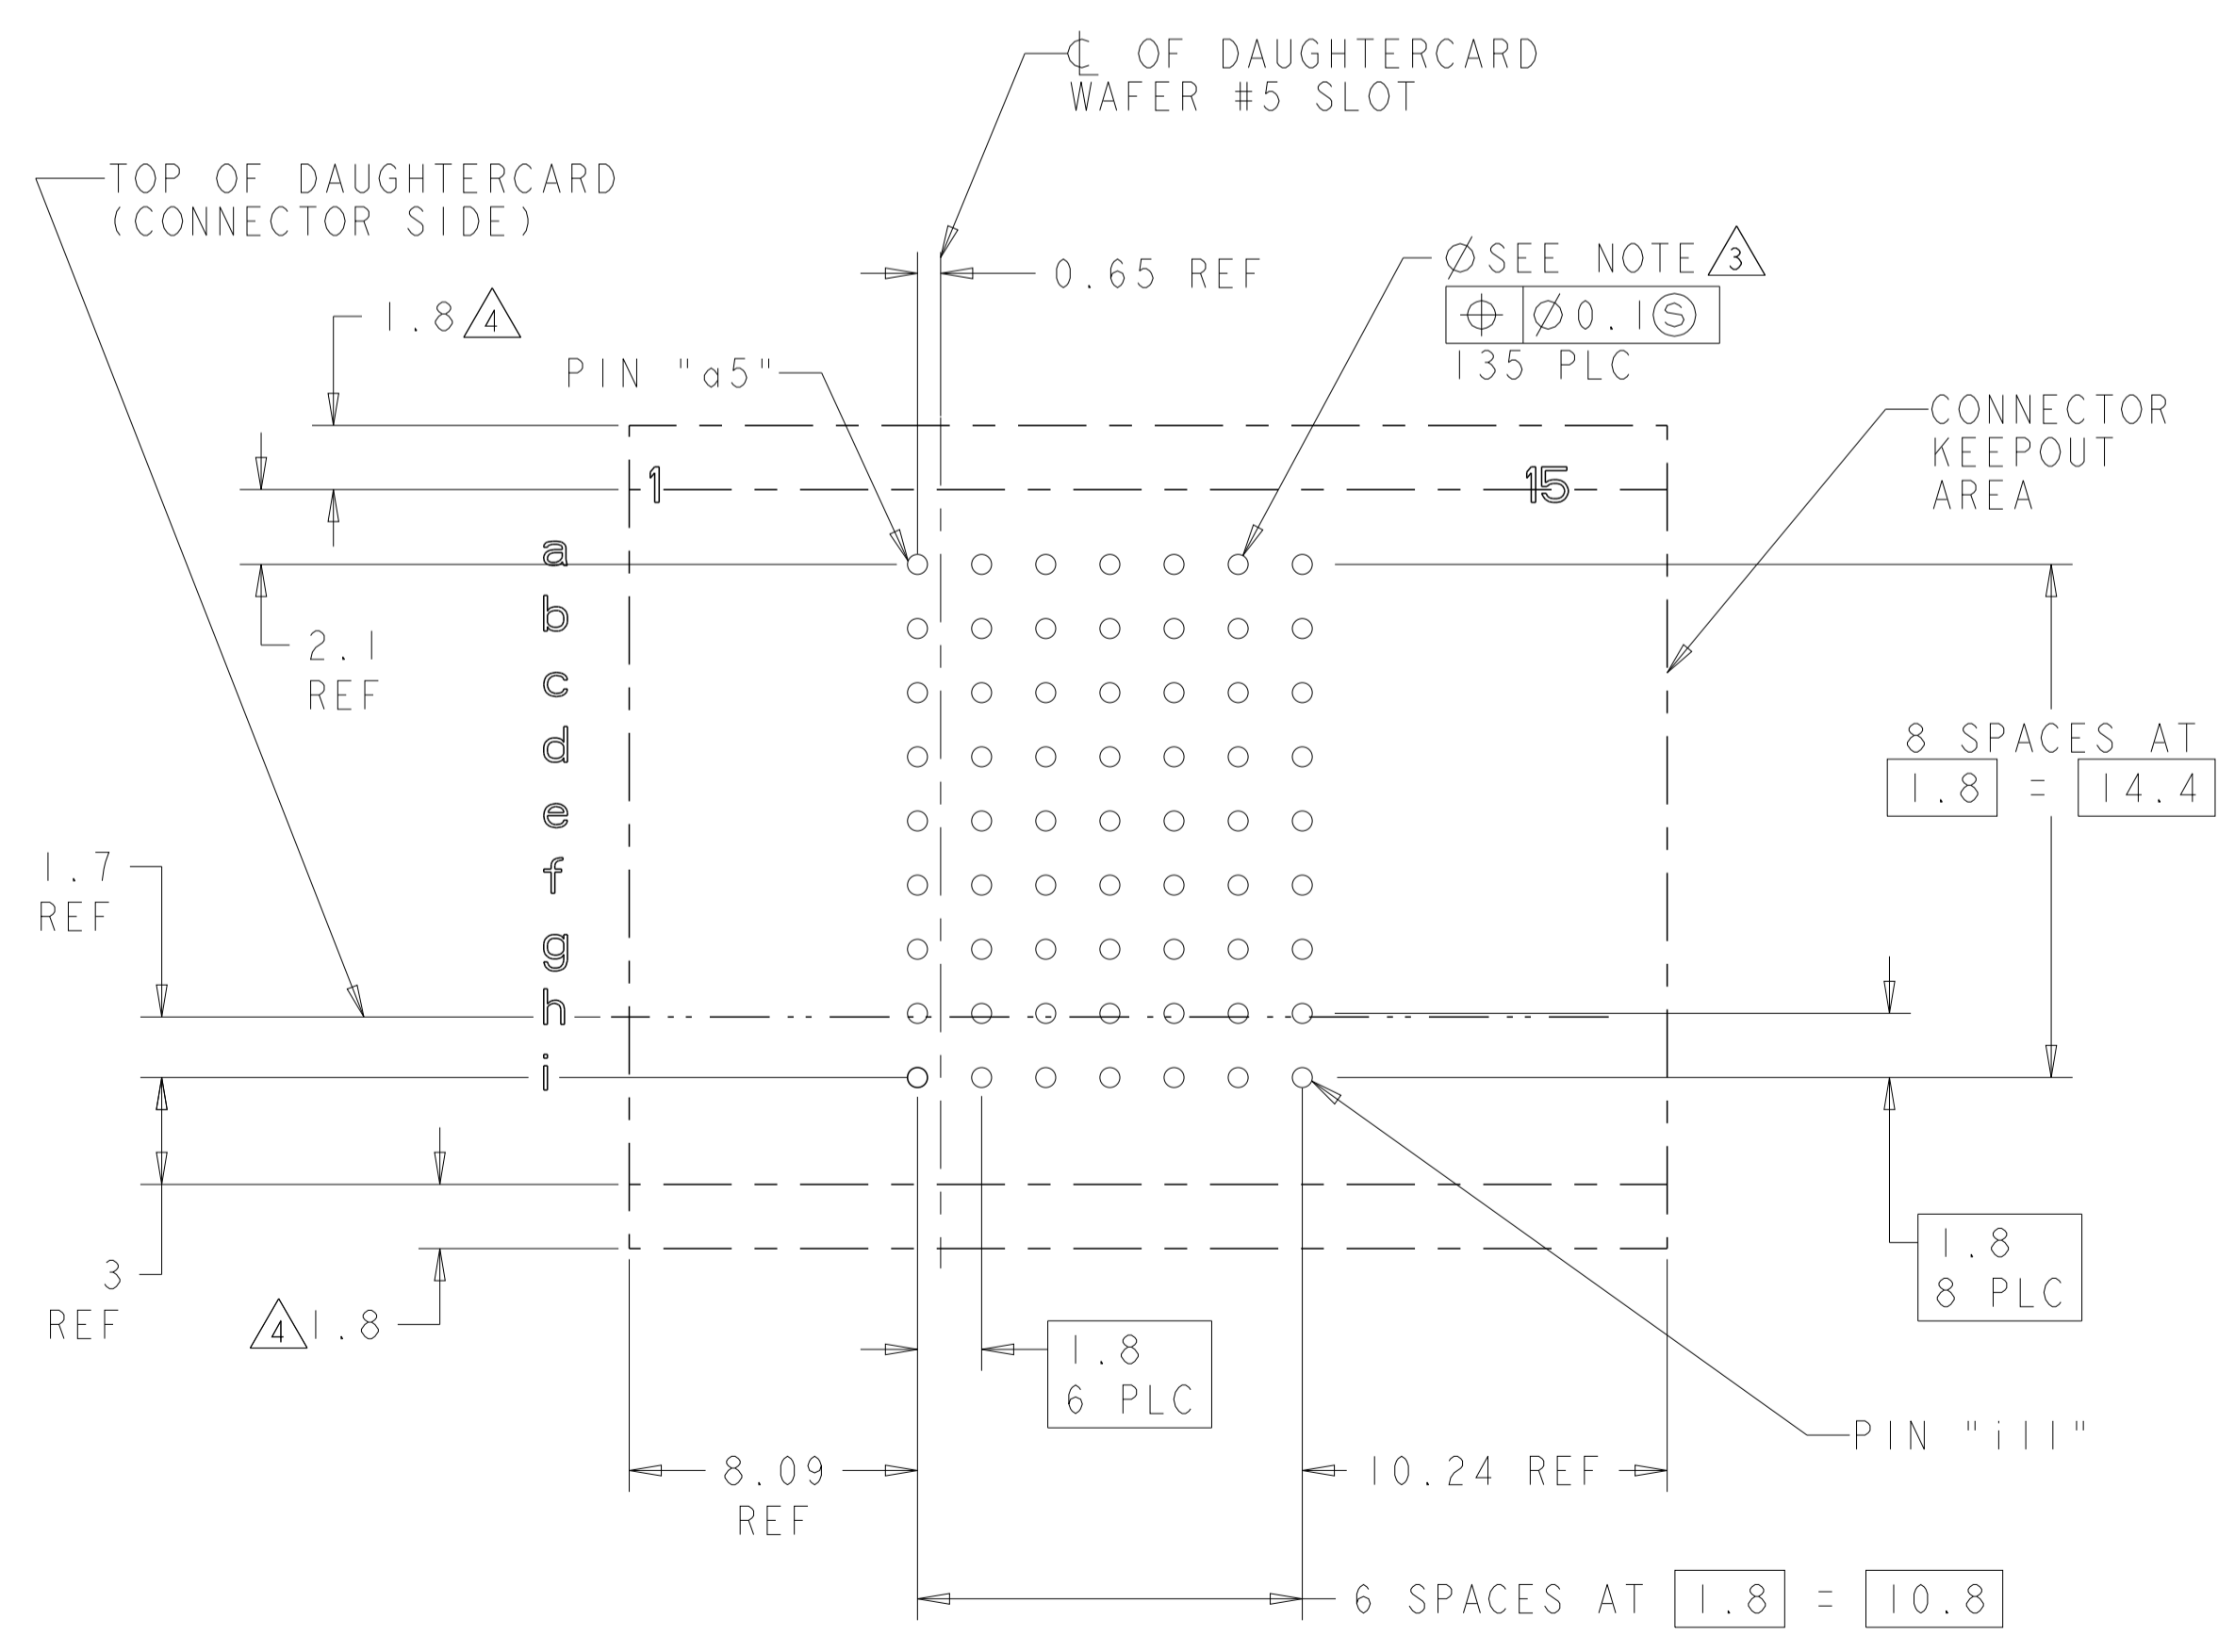 ℄ OF DAUGHTERCARD
WAFER #5 SLOT
TOP OF DAUGHTERCARD
(CONNECTOR SIDE)
0.65 REF
⌀SEE NOTE 3
⌖ ⌀0.1Ⓢ
135 PLC
1.8 4
PIN "a5"
CONNECTOR
KEEPOUT
AREA
1
15
a
b
c
d
e
f
g
h
i
2.1
REF
8 SPACES AT
1.8 = 14.4
1.7
REF
3
REF
4 1.8
1.8
8 PLC
1.8
6 PLC
PIN "i11"
8.09
REF
10.24 REF
6 SPACES AT 1.8 = 10.8